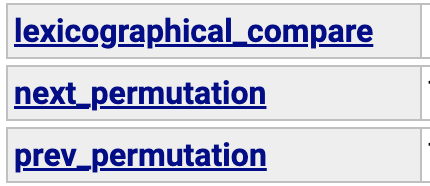 lexicographical_compare
next_permutation
prev_permutation